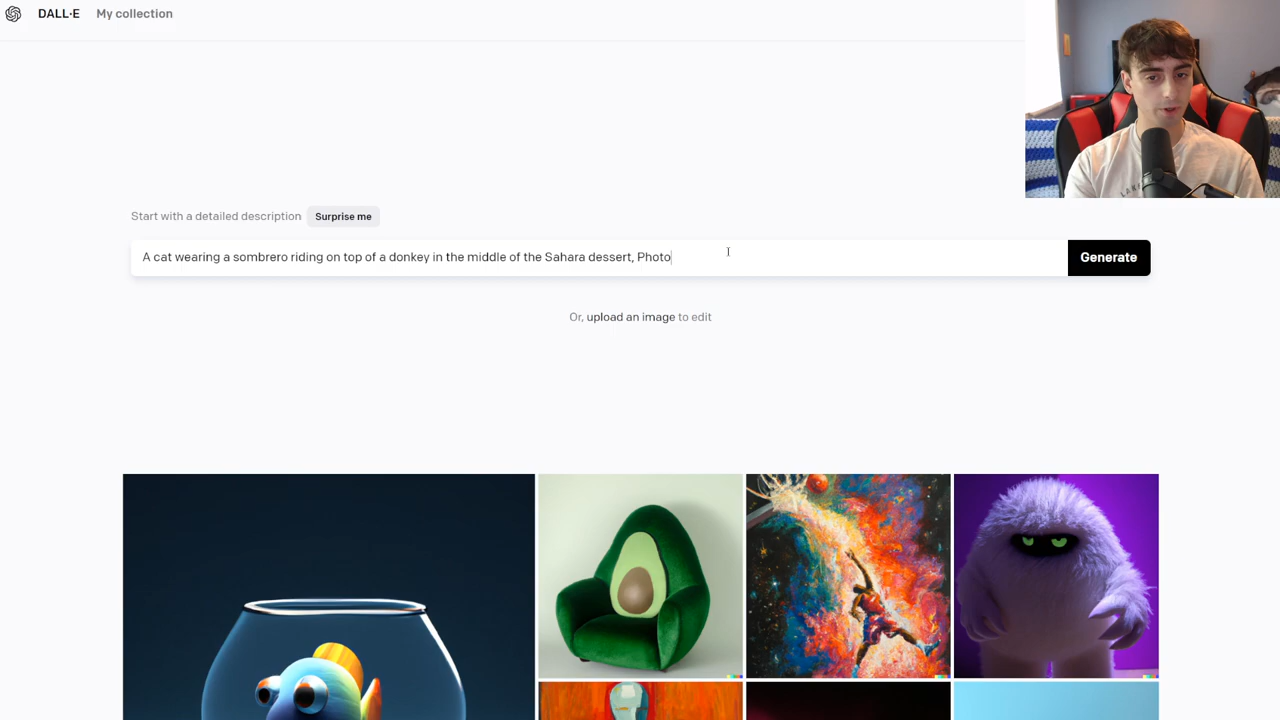 DALL·E My collection
Start with a detailed description Surprise me
A cat wearing a sombrero riding on top of a donkey in the middle of the Sahara dessert, Photo
Generate
Or, upload an image to edit